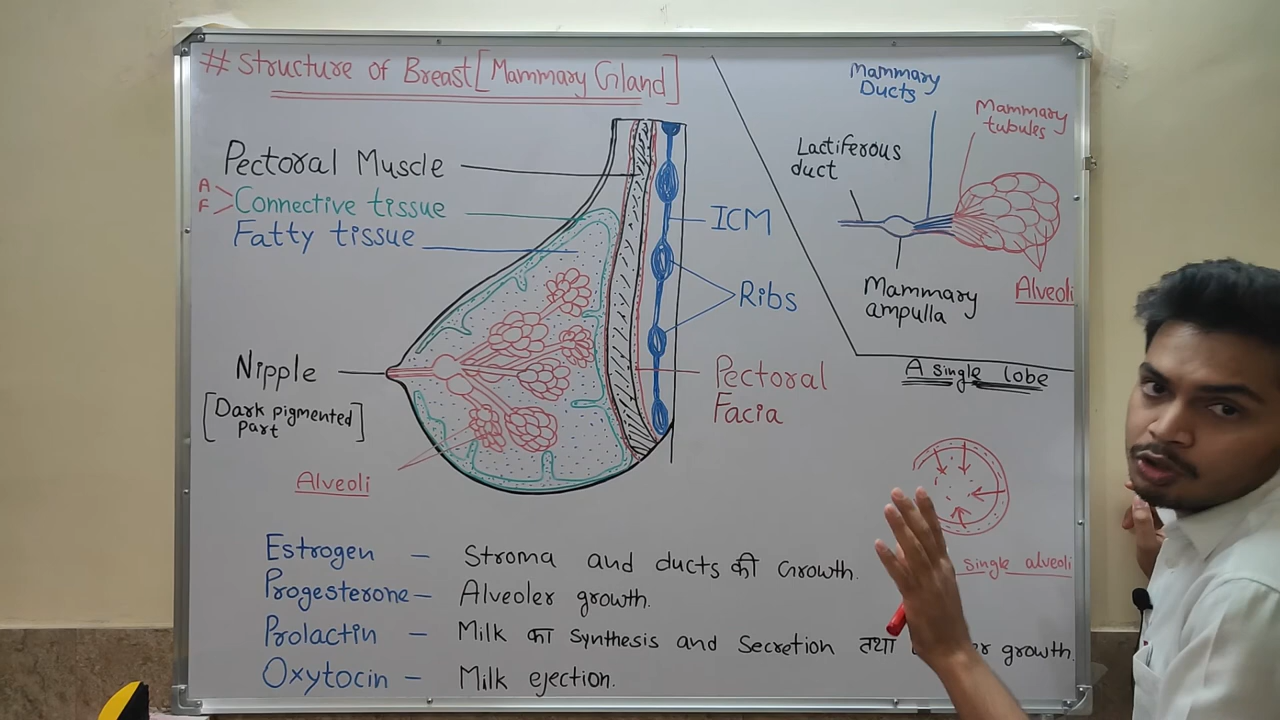 # Structure of Breast [Mammary Gland]
Pectoral Muscle
A
F
Connective tissue
Fatty tissue
Nipple
[Dark pigmented
Part]
Alveoli
ICM
Ribs
Pectoral
Facia
Mammary
Ducts
Mammary
tubules
Lactiferous
duct
Mammary
ampulla
Alveoli
A single lobe
single alveoli
Estrogen – Stroma and ducts की Growth.
Progesterone – Alveoler growth.
Prolactin – Milk का Synthesis and Secretion तथा growth.
Oxytocin – Milk ejection.